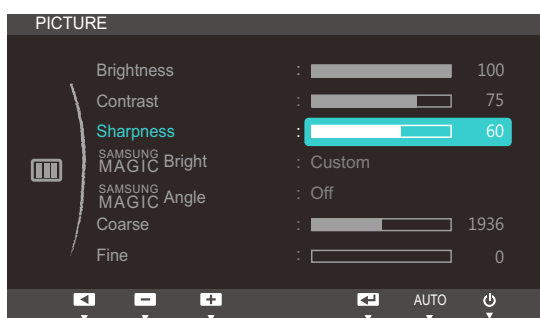 PICTURE
Brightness : 100
Contrast : 75
Sharpness : 60
SAMSUNG MAGIC Bright : Custom
SAMSUNG MAGIC Angle : Off
Coarse : 1936
Fine : 0
AUTO